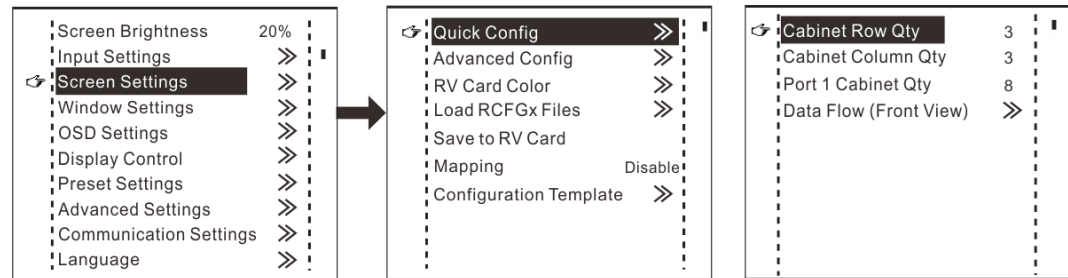 Screen Brightness 20%
Input Settings
Screen Settings
Window Settings
OSD Settings
Display Control
Preset Settings
Advanced Settings
Communication Settings
Language
Quick Config
Advanced Config
RV Card Color
Load RCFGx Files
Save to RV Card
Mapping Disable
Configuration Template
Cabinet Row Qty 3
Cabinet Column Qty 3
Port 1 Cabinet Qty 8
Data Flow (Front View)